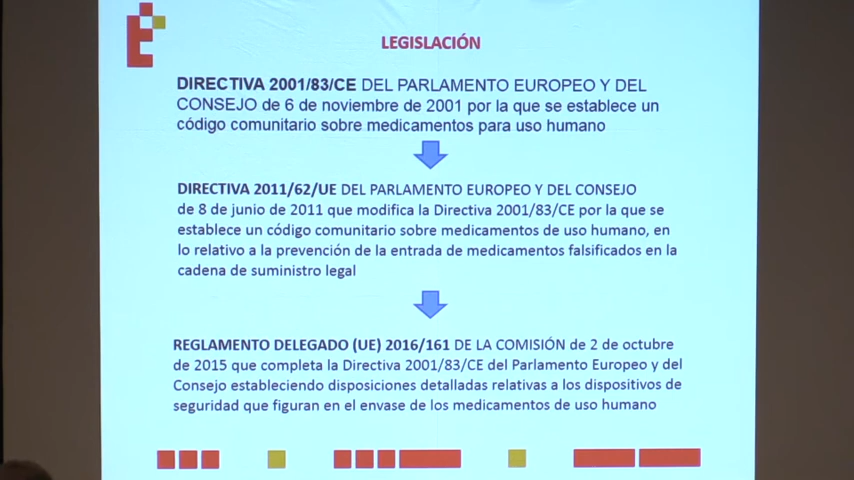 LEGISLACIÓN
DIRECTIVA 2001/83/CE DEL PARLAMENTO EUROPEO Y DEL
CONSEJO de 6 de noviembre de 2001 por la que se establece un
código comunitario sobre medicamentos para uso humano
DIRECTIVA 2011/62/UE DEL PARLAMENTO EUROPEO Y DEL CONSEJO
de 8 de junio de 2011 que modifica la Directiva 2001/83/CE por la que se
establece un código comunitario sobre medicamentos de uso humano, en
lo relativo a la prevención de la entrada de medicamentos falsificados en la
cadena de suministro legal
REGLAMENTO DELEGADO (UE) 2016/161 DE LA COMISIÓN de 2 de octubre
de 2015 que completa la Directiva 2001/83/CE del Parlamento Europeo y del
Consejo estableciendo disposiciones detalladas relativas a los dispositivos de
seguridad que figuran en el envase de los medicamentos de uso humano